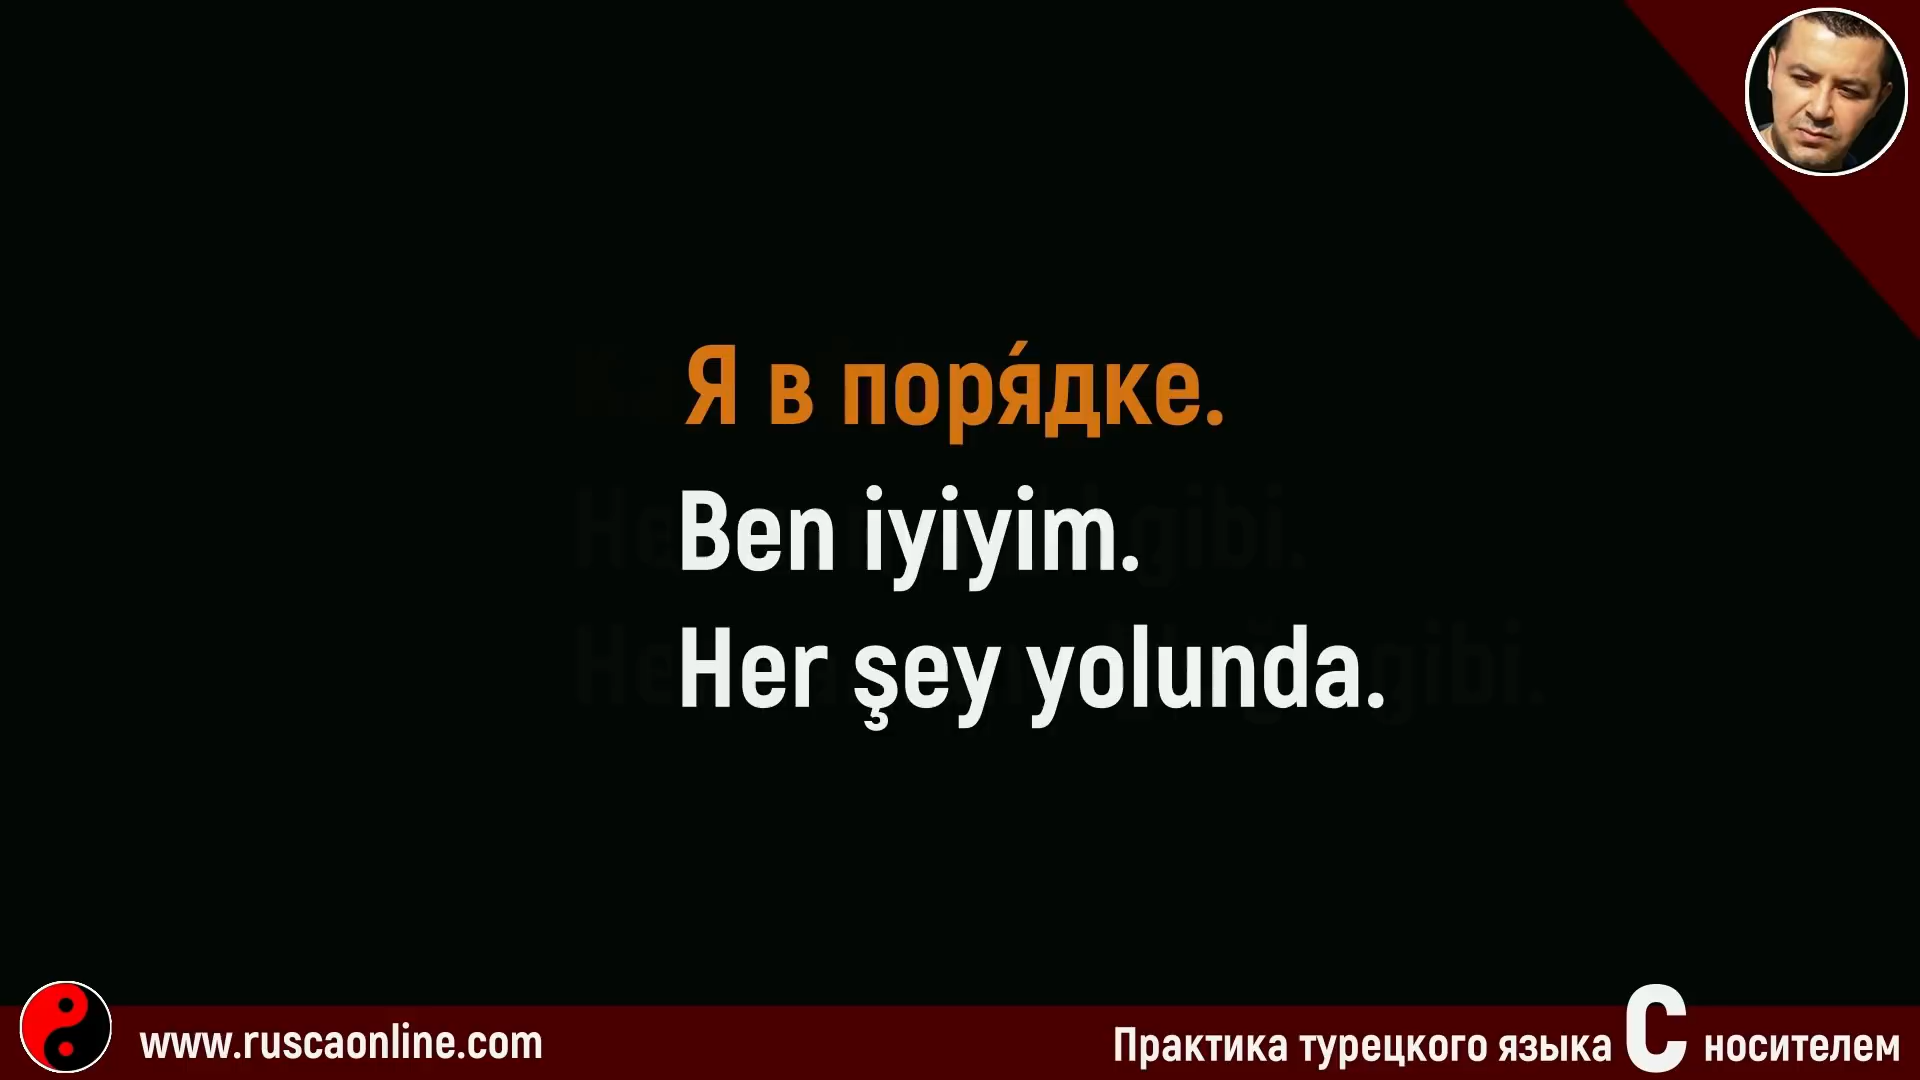 Я в поря́дке.
Ben iyiyim.
Her şey yolunda.
www.ruscaonline.com
Практика турецкого языка С носителем